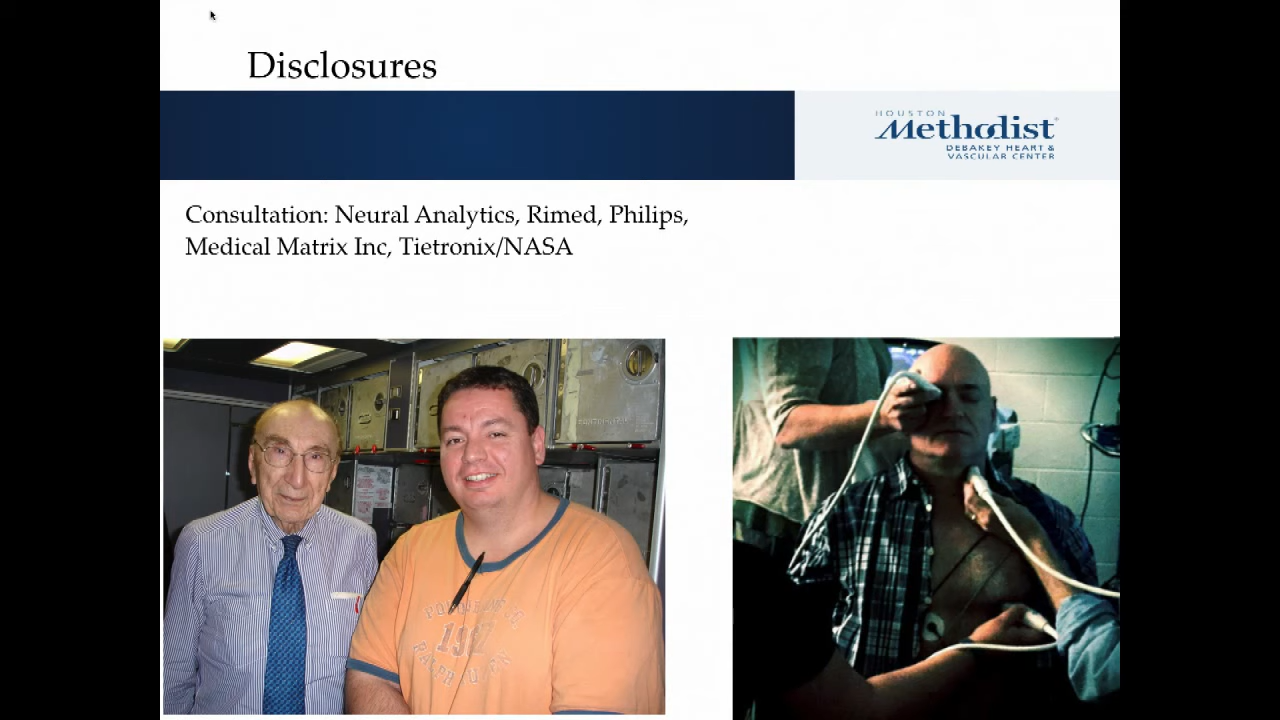 Disclosures
HOUSTON
Methodist
DEBAKEY HEART &
VASCULAR CENTER
Consultation: Neural Analytics, Rimed, Philips,
Medical Matrix Inc, Tietronix/NASA